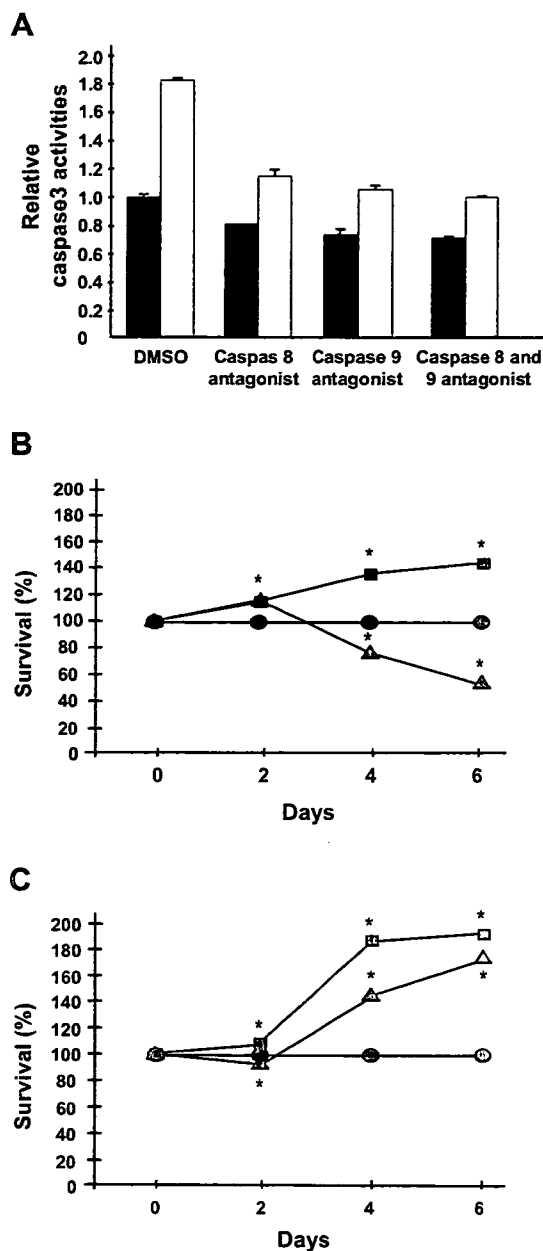 A
Relative
caspase3 activities
2.0
1.8
1.6
1.4
1.2
1.0
0.8
0.6
0.4
0.2
0
DMSO
Caspas 8
antagonist
Caspase 9
antagonist
Caspase 8 and
9 antagonist
B
Survival (%)
200
180
160
140
120
100
80
60
40
20
0
* * *
* *
0 2 4 6
Days
C
Survival (%)
200
180
160
140
120
100
80
60
40
20
0
* * *
* * *
0 2 4 6
Days